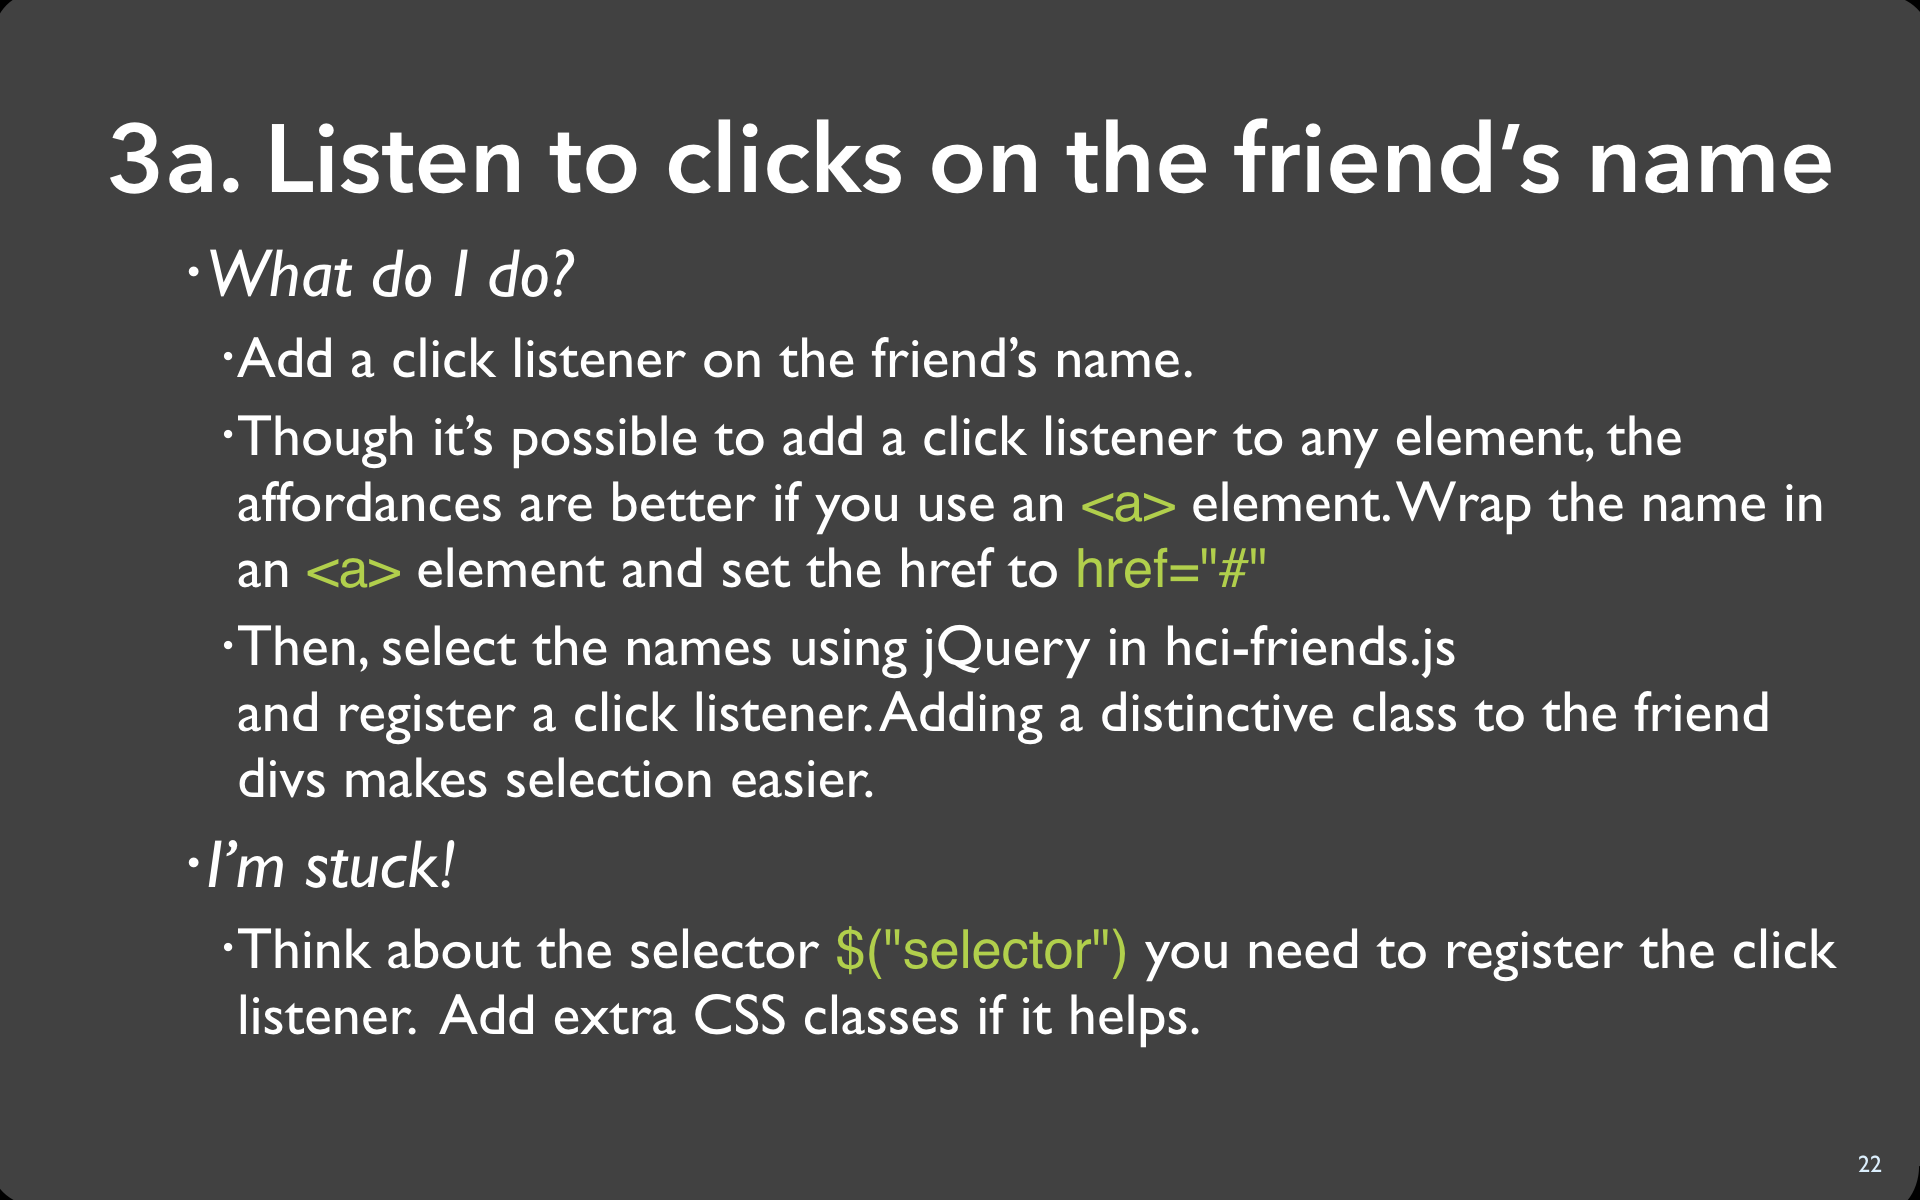 3a. Listen to clicks on the friend’s name
·What do I do?
·Add a click listener on the friend’s name.
·Though it’s possible to add a click listener to any element, the
affordances are better if you use an <a> element. Wrap the name in
an <a> element and set the href to href="#"
·Then, select the names using jQuery in hci-friends.js
and register a click listener. Adding a distinctive class to the friend
divs makes selection easier.
·I’m stuck!
·Think about the selector $("selector") you need to register the click
listener.  Add extra CSS classes if it helps.
22